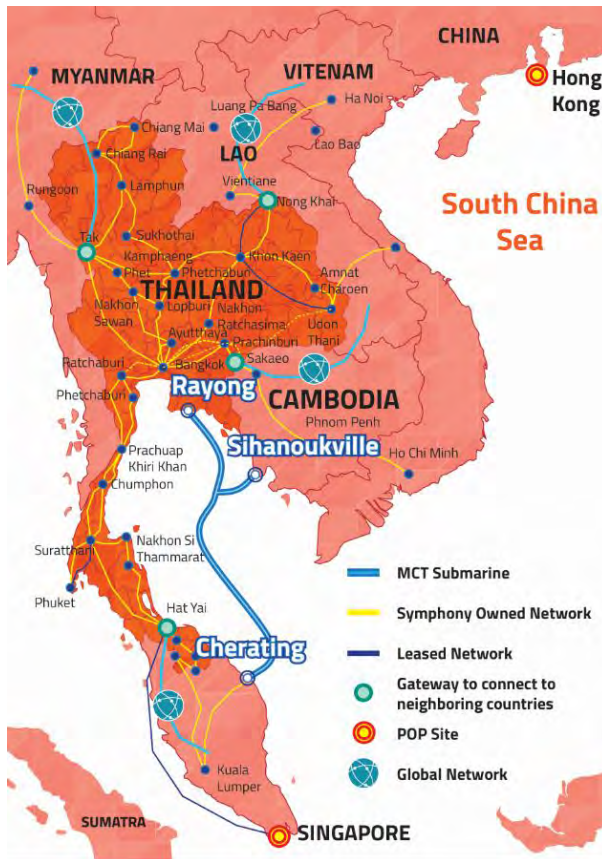 CHINA
MYANMAR
VITENAM
Hong
Kong
Luang Pa Bang
Ha Noi
Chiang Mai
Lao Bao
LAO
Chiang Rai
Rungoon
Lamphun
Vientiane
Nong Khai
South China
Sea
Sukhothai
Tak
Khon Kaen
Kamphaeng
Phet
Phetchabun
Amnat
Charoen
THAILAND
Nakhon
Sawan
Lopburi
Nakhon
Ratchasima
Udon
Thani
Ayutthaya
Prachinburi
Ratchaburi
Bangkok
Sakaeo
Phetchaburi
Rayong
CAMBODIA
Phnom Penh
Sihanoukville
Prachuap
Khiri Khan
Ho Chi Minh
Chumphon
Suratthani
Nakhon Si
Thammarat
Phuket
Hat Yai
Cherating
MCT Submarine
Symphony Owned Network
Leased Network
Gateway to connect to
neighboring countries
POP Site
Global Network
Kuala
Lumper
SUMATRA
SINGAPORE